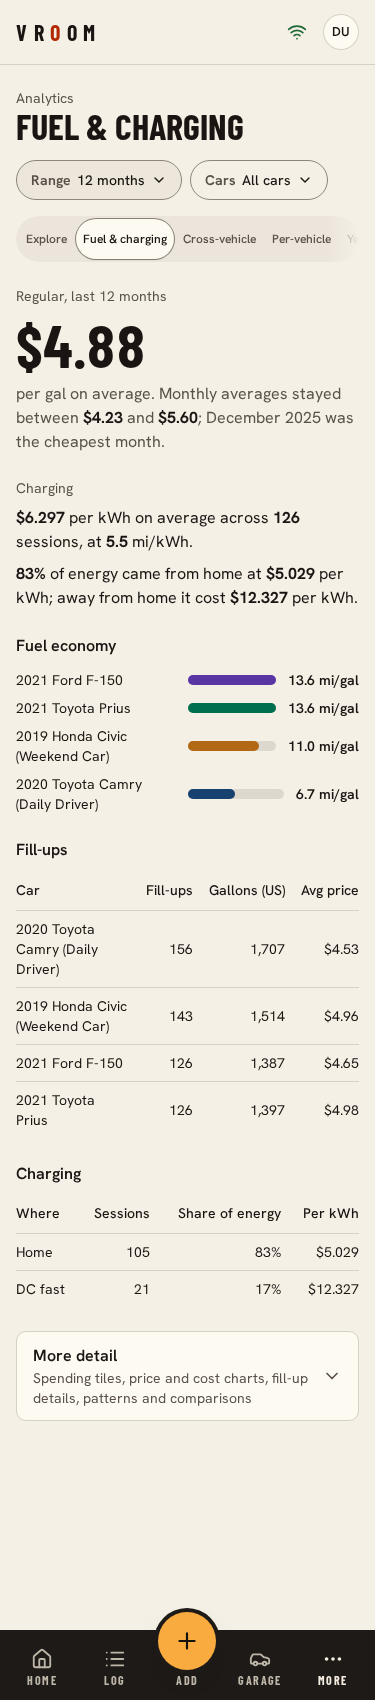 VROOM
DU
Analytics
FUEL & CHARGING
Range 12 months
Cars All cars
Explore Fuel & charging Cross-vehicle Per-vehicle
Regular, last 12 months
$4.88
per gal on average. Monthly averages stayed
between $4.23 and $5.60; December 2025 was
the cheapest month.
Charging
$6.297 per kWh on average across 126
sessions, at 5.5 mi/kWh.
83% of energy came from home at $5.029 per
kWh; away from home it cost $12.327 per kWh.
Fuel economy
2021 Ford F-150 13.6 mi/gal
2021 Toyota Prius 13.6 mi/gal
2019 Honda Civic
(Weekend Car) 11.0 mi/gal
2020 Toyota Camry
(Daily Driver) 6.7 mi/gal
Fill-ups
Car Fill-ups Gallons (US) Avg price
2020 Toyota
Camry (Daily 156 1,707 $4.53
Driver)
2019 Honda Civic
(Weekend Car) 143 1,514 $4.96
2021 Ford F-150 126 1,387 $4.65
2021 Toyota
Prius 126 1,397 $4.98
Charging
Where Sessions Share of energy Per kWh
Home 105 83% $5.029
DC fast 21 17% $12.327
More detail
Spending tiles, price and cost charts, fill-up
details, patterns and comparisons
HOME LOG ADD GARAGE MORE